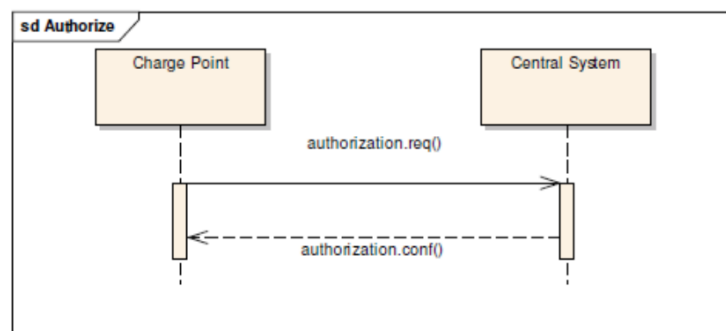 sd Authorize
Charge Point
Central System
authorization.req()
authorization.conf()